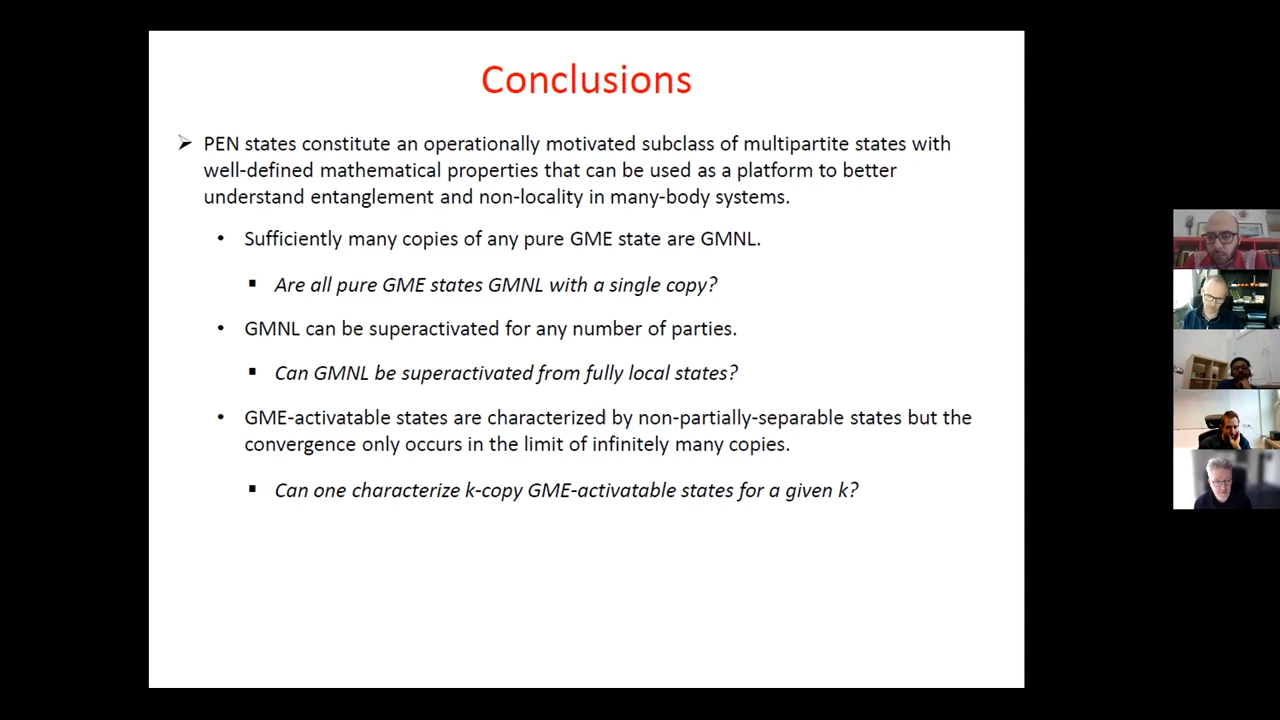 Conclusions
➢ PEN states constitute an operationally motivated subclass of multipartite states with
well-defined mathematical properties that can be used as a platform to better
understand entanglement and non-locality in many-body systems.
• Sufficiently many copies of any pure GME state are GMNL.
▪ Are all pure GME states GMNL with a single copy?
• GMNL can be superactivated for any number of parties.
▪ Can GMNL be superactivated from fully local states?
• GME-activatable states are characterized by non-partially-separable states but the
convergence only occurs in the limit of infinitely many copies.
▪ Can one characterize k-copy GME-activatable states for a given k?